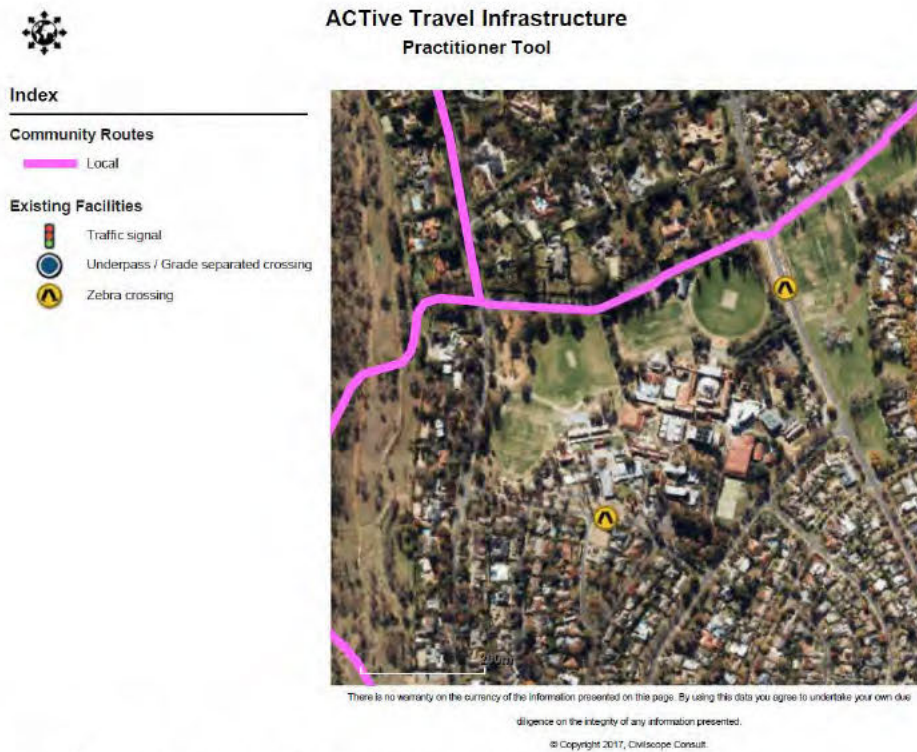 ACTive Travel Infrastructure
Practitioner Tool
Index
Community Routes
Local
Existing Facilities
Traffic signal
Underpass / Grade separated crossing
Zebra crossing
200m
There is no warranty on the currency of the information presented on this page. By using this data you agree to undertake your own due
diligence on the integrity of any information presented.
© Copyright 2017, Civilscope Consult.